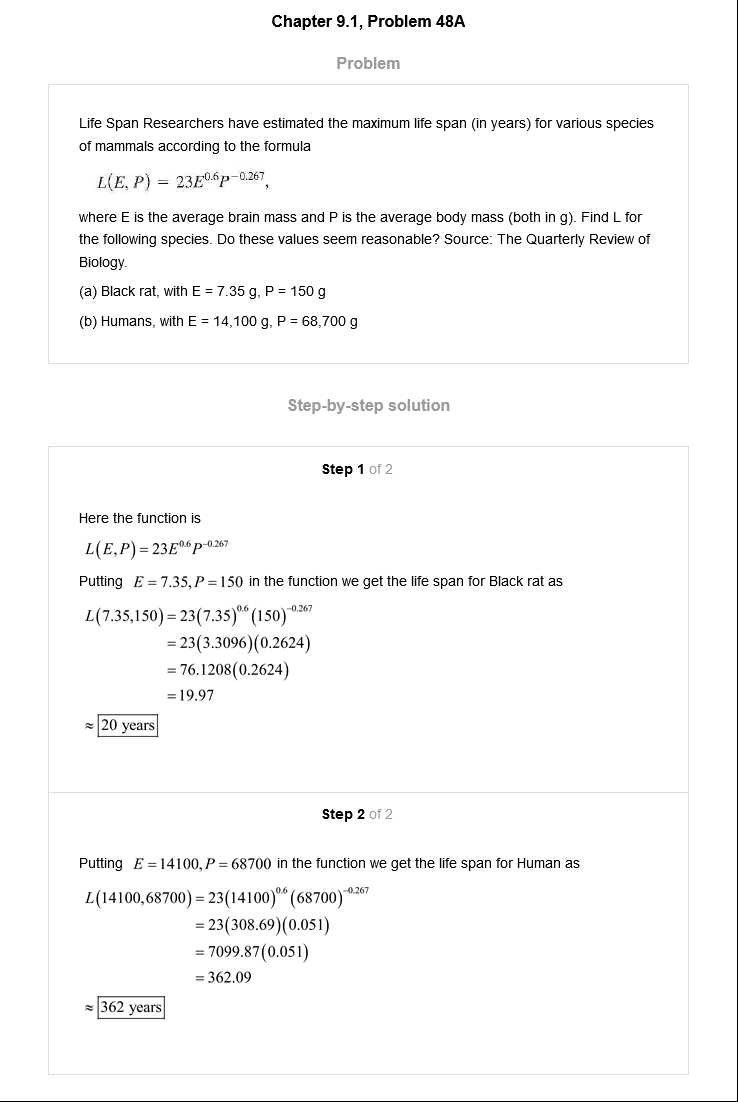 Chapter 9.1, Problem 48A
Problem
Life Span Researchers have estimated the maximum life span (in years) for various species
of mammals according to the formula
L(E, P) = 23E^0.6 P^−0.267,
where E is the average brain mass and P is the average body mass (both in g). Find L for
the following species. Do these values seem reasonable? Source: The Quarterly Review of
Biology.
(a) Black rat, with E = 7.35 g, P = 150 g
(b) Humans, with E = 14,100 g, P = 68,700 g
Step-by-step solution
Step 1 of 2
Here the function is
L(E,P) = 23E^0.6 P^−0.267
Putting E = 7.35, P = 150 in the function we get the life span for Black rat as
L(7.35,150) = 23(7.35)^0.6 (150)^−0.267
= 23(3.3096)(0.2624)
= 76.1208(0.2624)
= 19.97
≈ 20 years
Step 2 of 2
Putting E = 14100, P = 68700 in the function we get the life span for Human as
L(14100,68700) = 23(14100)^0.6 (68700)^−0.267
= 23(308.69)(0.051)
= 7099.87(0.051)
= 362.09
≈ 362 years